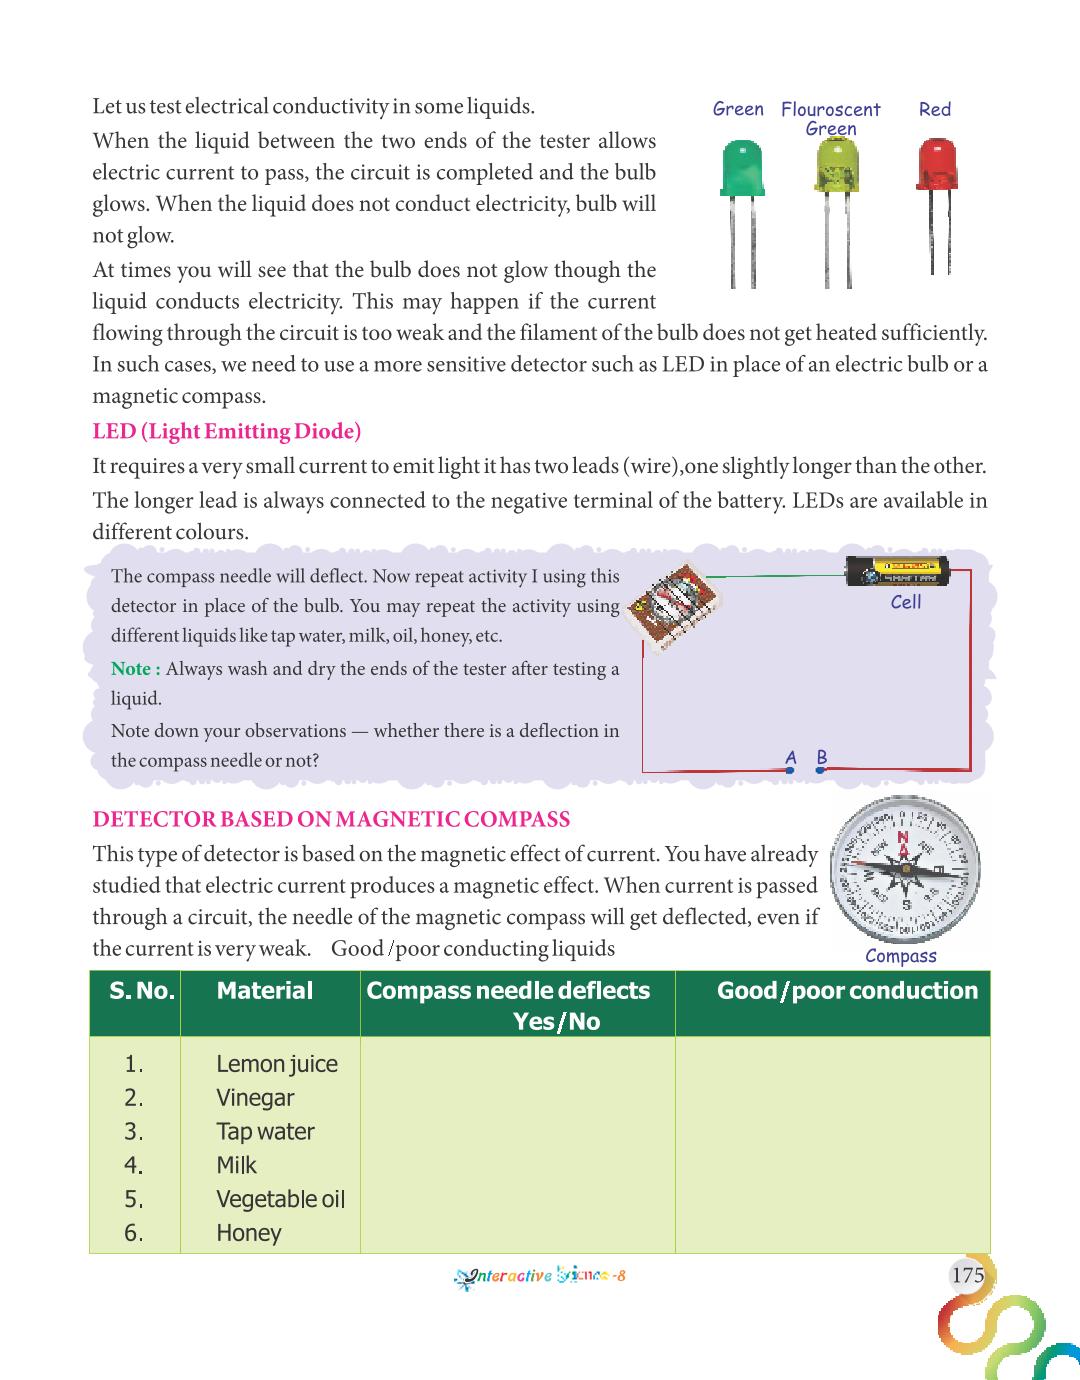 Let us test electrical conductivity in some liquids.
When the liquid between the two ends of the tester allows
electric current to pass, the circuit is completed and the bulb
glows. When the liquid does not conduct electricity, bulb will
not glow.
Green
Flouroscent
Green
Red
At times you will see that the bulb does not glow though the
liquid conducts electricity. This may happen if the current
flowing through the circuit is too weak and the filament of the bulb does not get heated sufficiently.
In such cases, we need to use a more sensitive detector such as LED in place of an electric bulb or a
magnetic compass.
LED (Light Emitting Diode)
It requires a very small current to emit light it has two leads (wire),one slightly longer than the other.
The longer lead is always connected to the negative terminal of the battery. LEDs are available in
different colours.
The compass needle will deflect. Now repeat activity I using this
detector in place of the bulb. You may repeat the activity using
different liquids like tap water, milk, oil, honey, etc.
Note : Always wash and dry the ends of the tester after testing a
liquid.
Note down your observations — whether there is a deflection in
the compass needle or not?
Cell
A B
DETECTOR BASED ON MAGNETIC COMPASS
This type of detector is based on the magnetic effect of current. You have already
studied that electric current produces a magnetic effect. When current is passed
through a circuit, the needle of the magnetic compass will get deflected, even if
the current is very weak. Good /poor conducting liquids
N
E
S
W
Compass
S. No. Material Compass needle deflects Good/poor conduction
Yes/No
1. Lemon juice
2. Vinegar
3. Tap water
4. Milk
5. Vegetable oil
6. Honey
Interactive Science -8
175